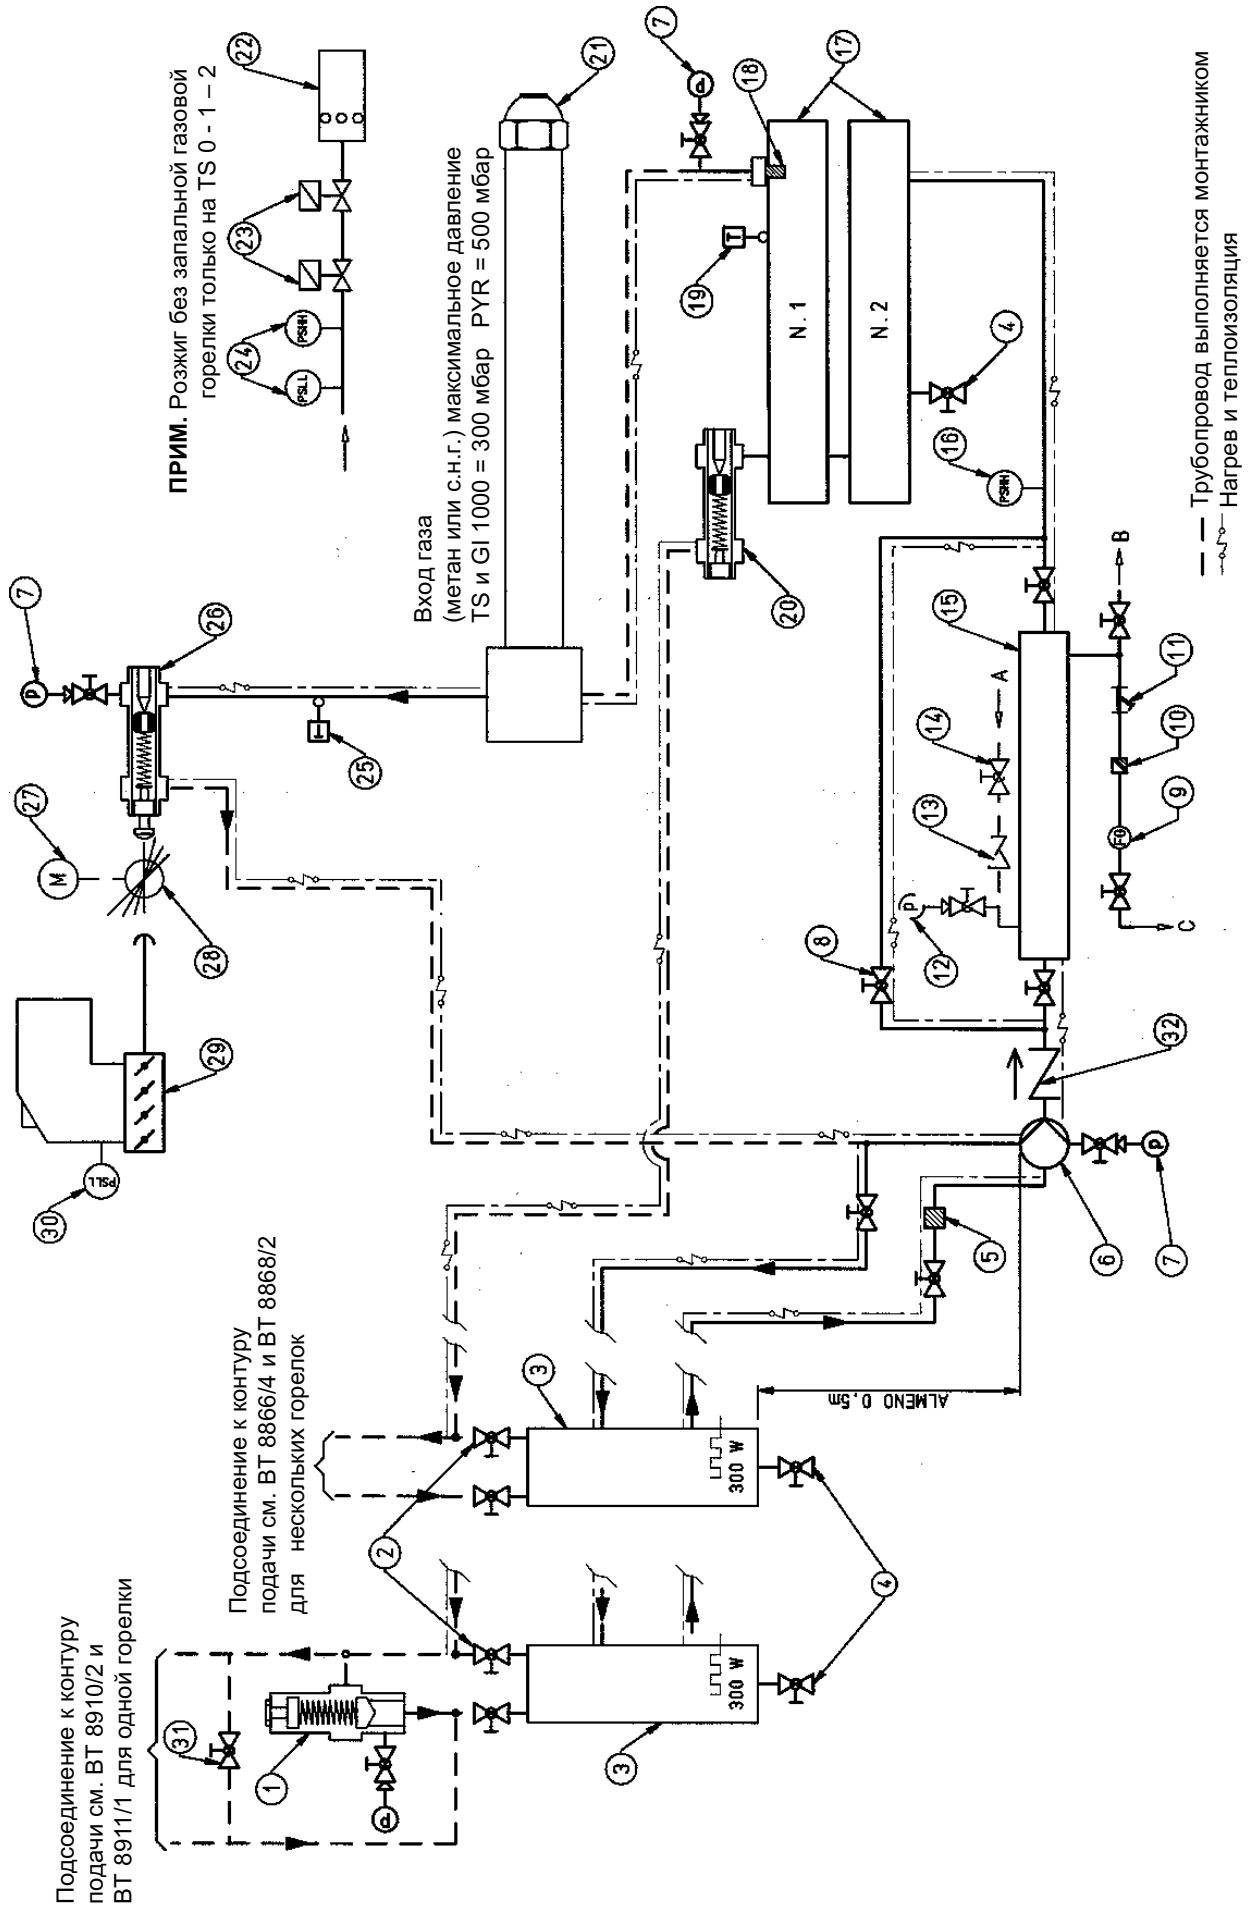 Подсоединение к контуру
подачи см. BT 8910/2 и
BT 8911/1 для одной горелки
Подсоединение к контуру
подачи см. BT 8866/4 и BT 8868/2
для нескольких горелок
ПРИМ. Розжиг без запальной газовой
горелки только на TS 0 - 1 – 2
Вход газа
(метан или с.н.г.) максимальное давление
TS и GI 1000 = 300 мбар PYR = 500 мбар
31
1
P
2
3
300 W
3
300 W
4
ALMENO 0,5m
30
PSLL
29
28
27
M
7
P
26
25
T
24
PSLL
PSHH
23
22
21
20
19
T
18
7
P
17
N.1
N.2
4
16
PSHH
15
14
A
13
12
P
8
11
B
10
9
FQ
C
32
5
6
7
P
Трубопровод выполняется монтажником
Нагрев и теплоизоляция